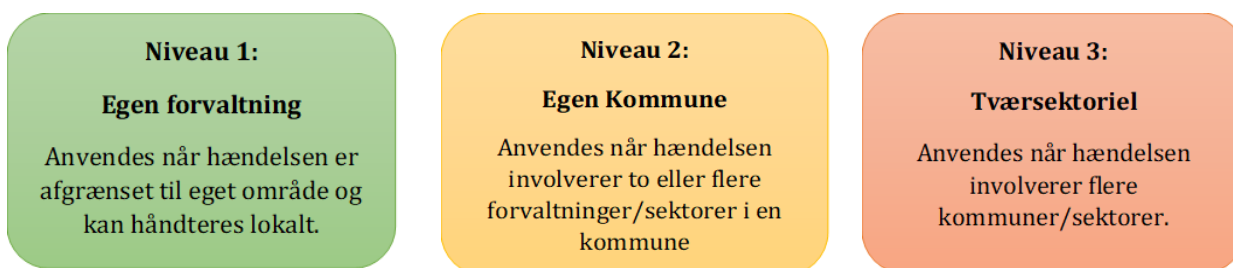 Niveau 1:
Egen forvaltning
Anvendes når hændelsen er
afgrænset til eget område og
kan håndteres lokalt.
Niveau 2:
Egen Kommune
Anvendes når hændelsen
involverer to eller flere
forvaltninger/sektorer i en
kommune
Niveau 3:
Tværsektoriel
Anvendes når hændelsen
involverer flere
kommuner/sektorer.